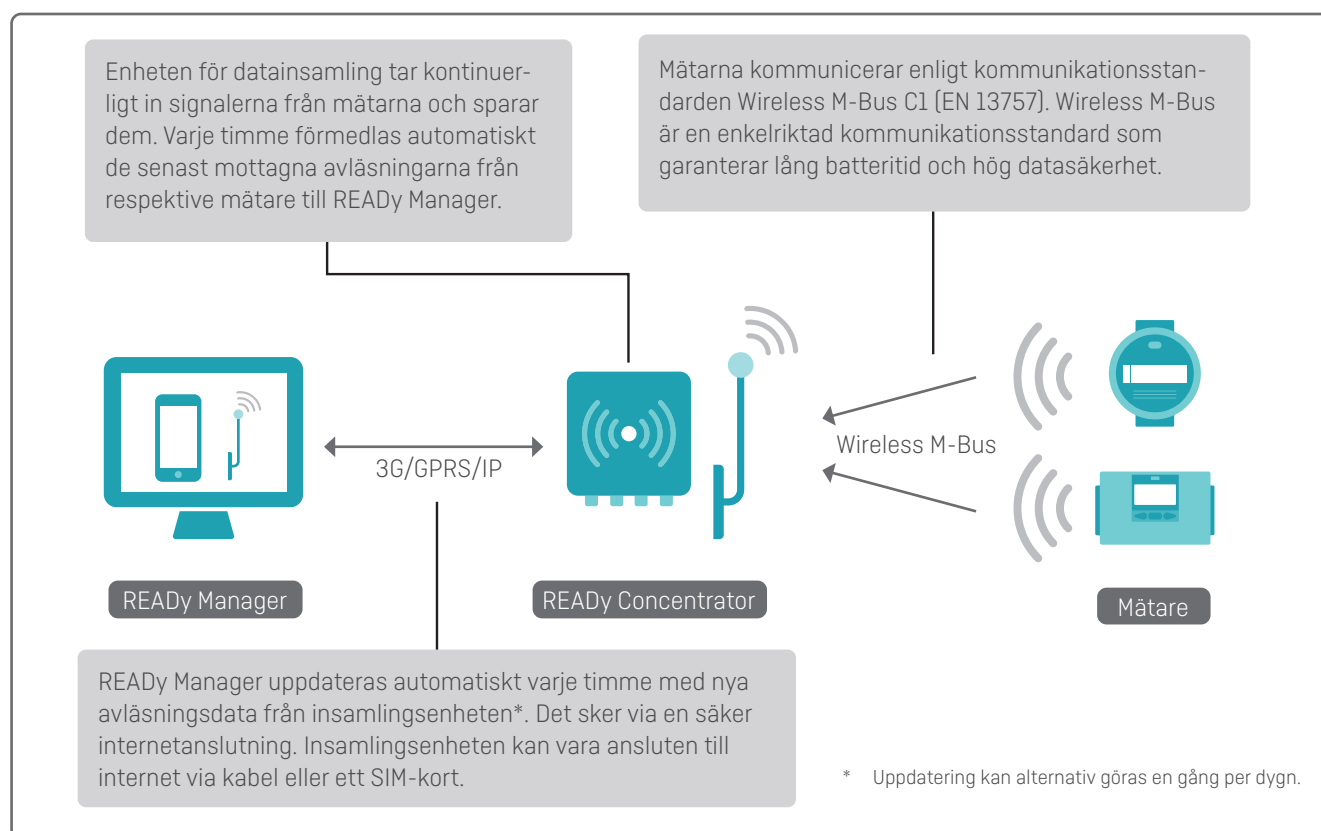 Enheten för datainsamling tar kontinuer-
ligt in signalerna från mätarna och sparar
dem. Varje timme förmedlas automatiskt
de senast mottagna avläsningarna från
respektive mätare till READy Manager.
Mätarna kommunicerar enligt kommunikationsstan-
darden Wireless M-Bus C1 (EN 13757). Wireless M-Bus
är en enkelriktad kommunikationsstandard som
garanterar lång batteritid och hög datasäkerhet.
3G/GPRS/IP
Wireless M-Bus
READy Manager
READy Concentrator
Mätare
READy Manager uppdateras automatiskt varje timme med nya
avläsningsdata från insamlingsenheten*. Det sker via en säker
internetanslutning. Insamlingsenheten kan vara ansluten till
internet via kabel eller ett SIM-kort.
* Uppdatering kan alternativ göras en gång per dygn.